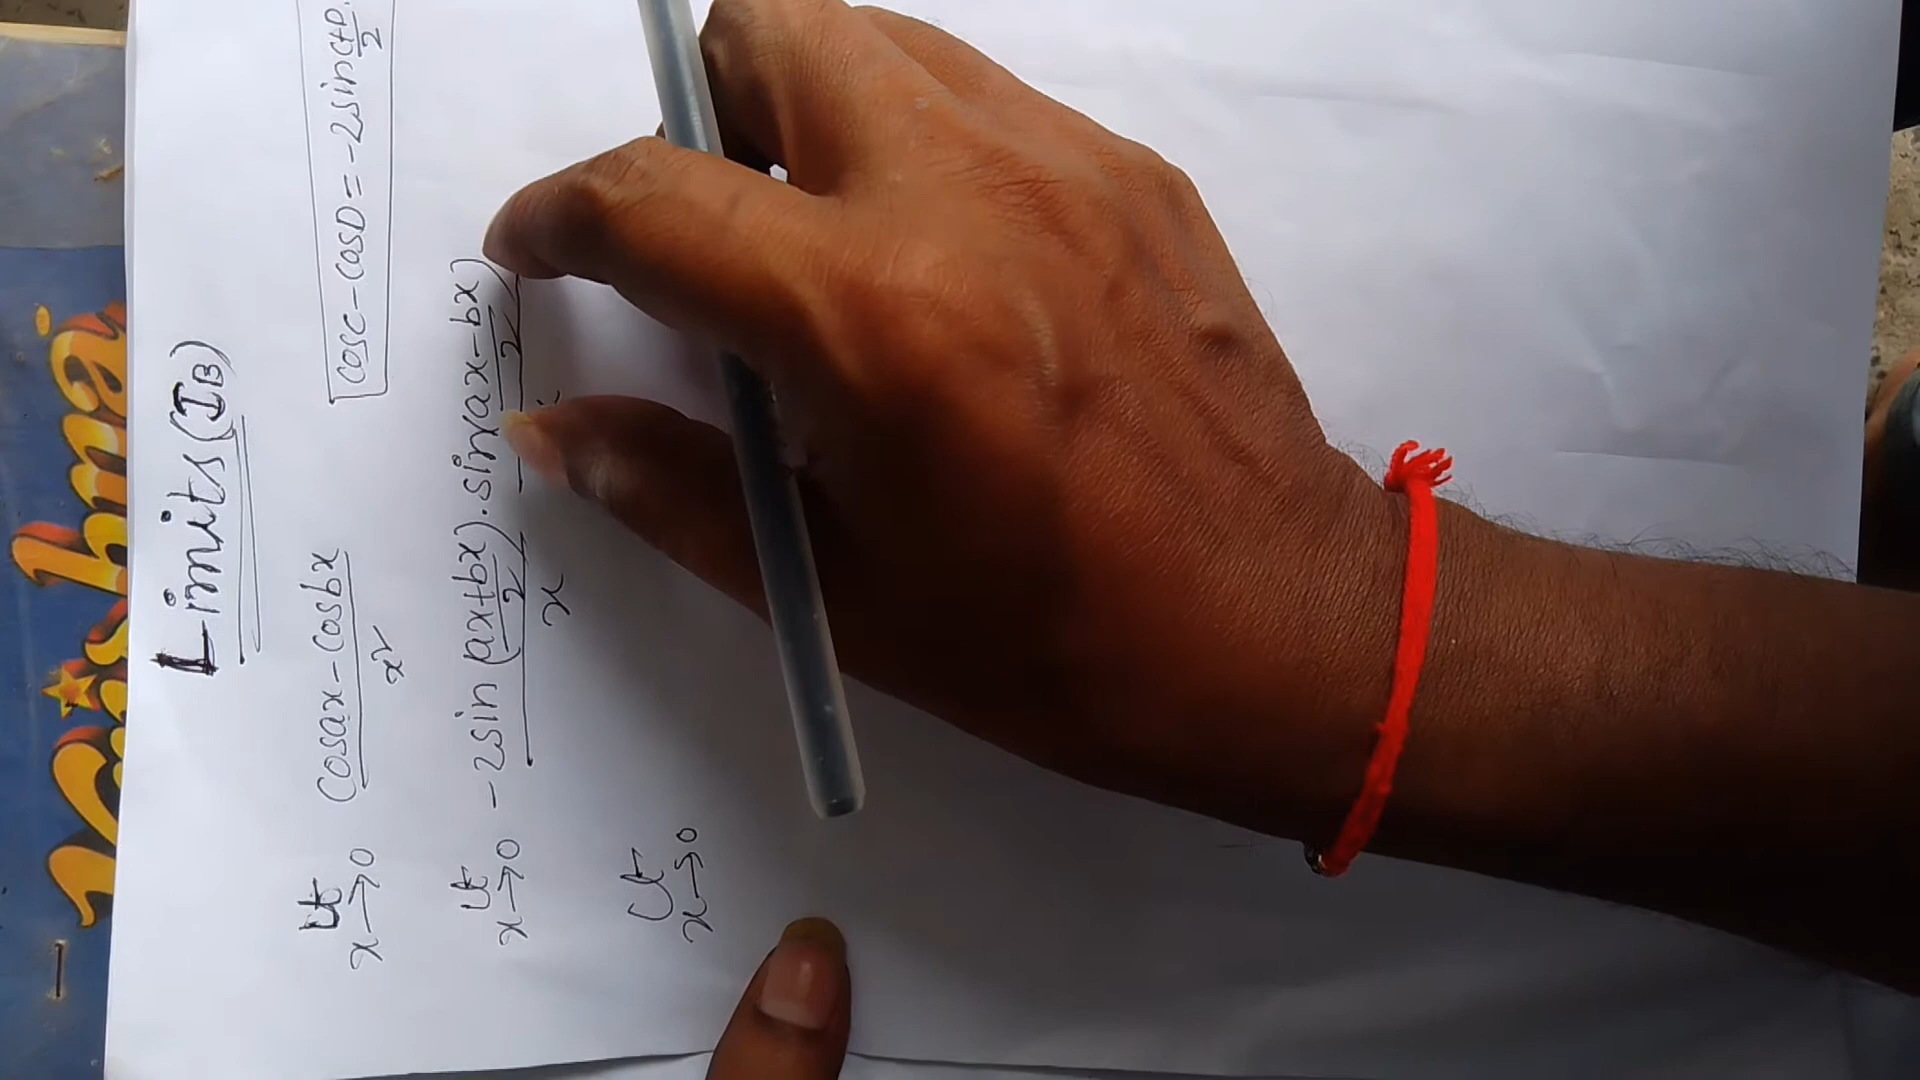 Limits (IB)
Lt x→0 (cosax - cosbx)/x²
cosC - cosD = -2sin (C+D)/2
Lt x→0 -2sin((ax+bx)/2) . sin((ax-bx)/2)
x x
Lt x→0